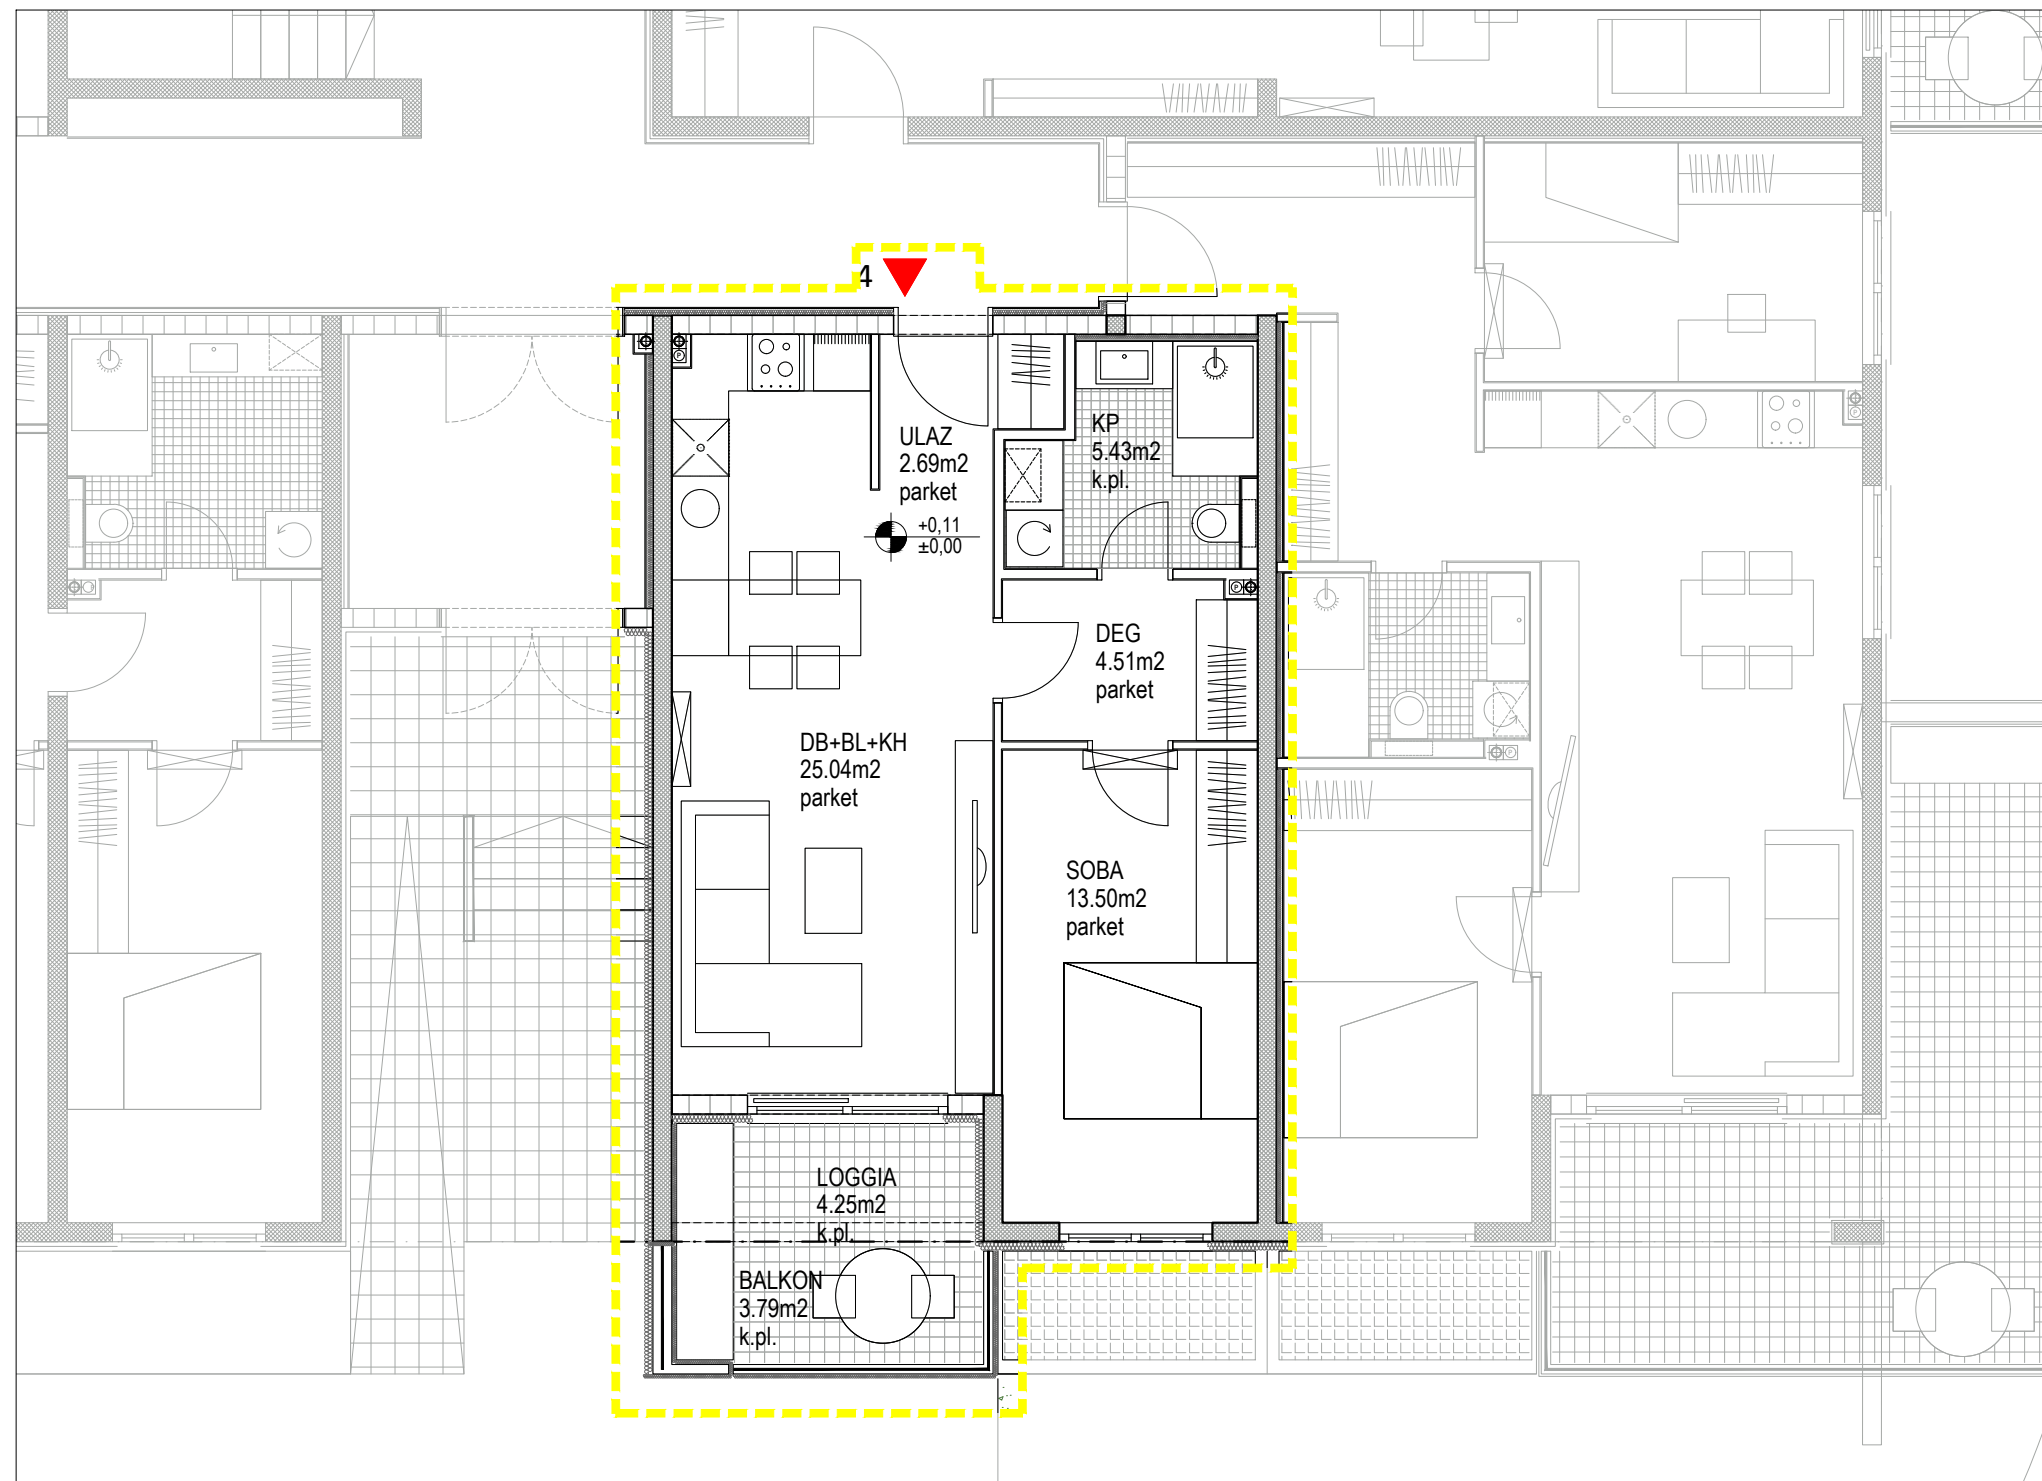 4
ULAZ
2.69m2
parket
+0,11
±0,00
KP
5.43m2
k.pl.
DEG
4.51m2
parket
DB+BL+KH
25.04m2
parket
SOBA
13.50m2
parket
LOGGIA
4.25m2
k.pl.
BALKON
3.79m2
k.pl.